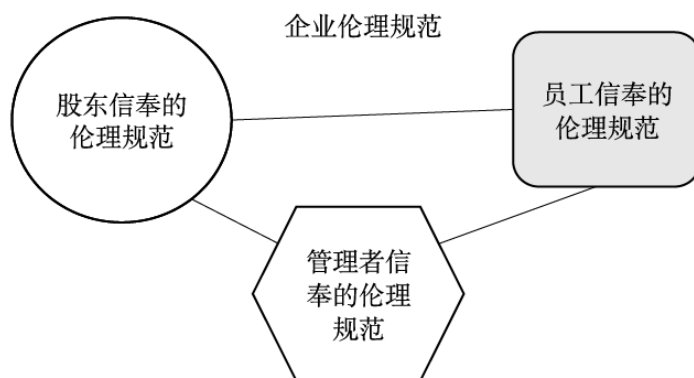 企业伦理规范
股东信奉的
伦理规范
员工信奉的
伦理规范
管理者信
奉的伦理
规范